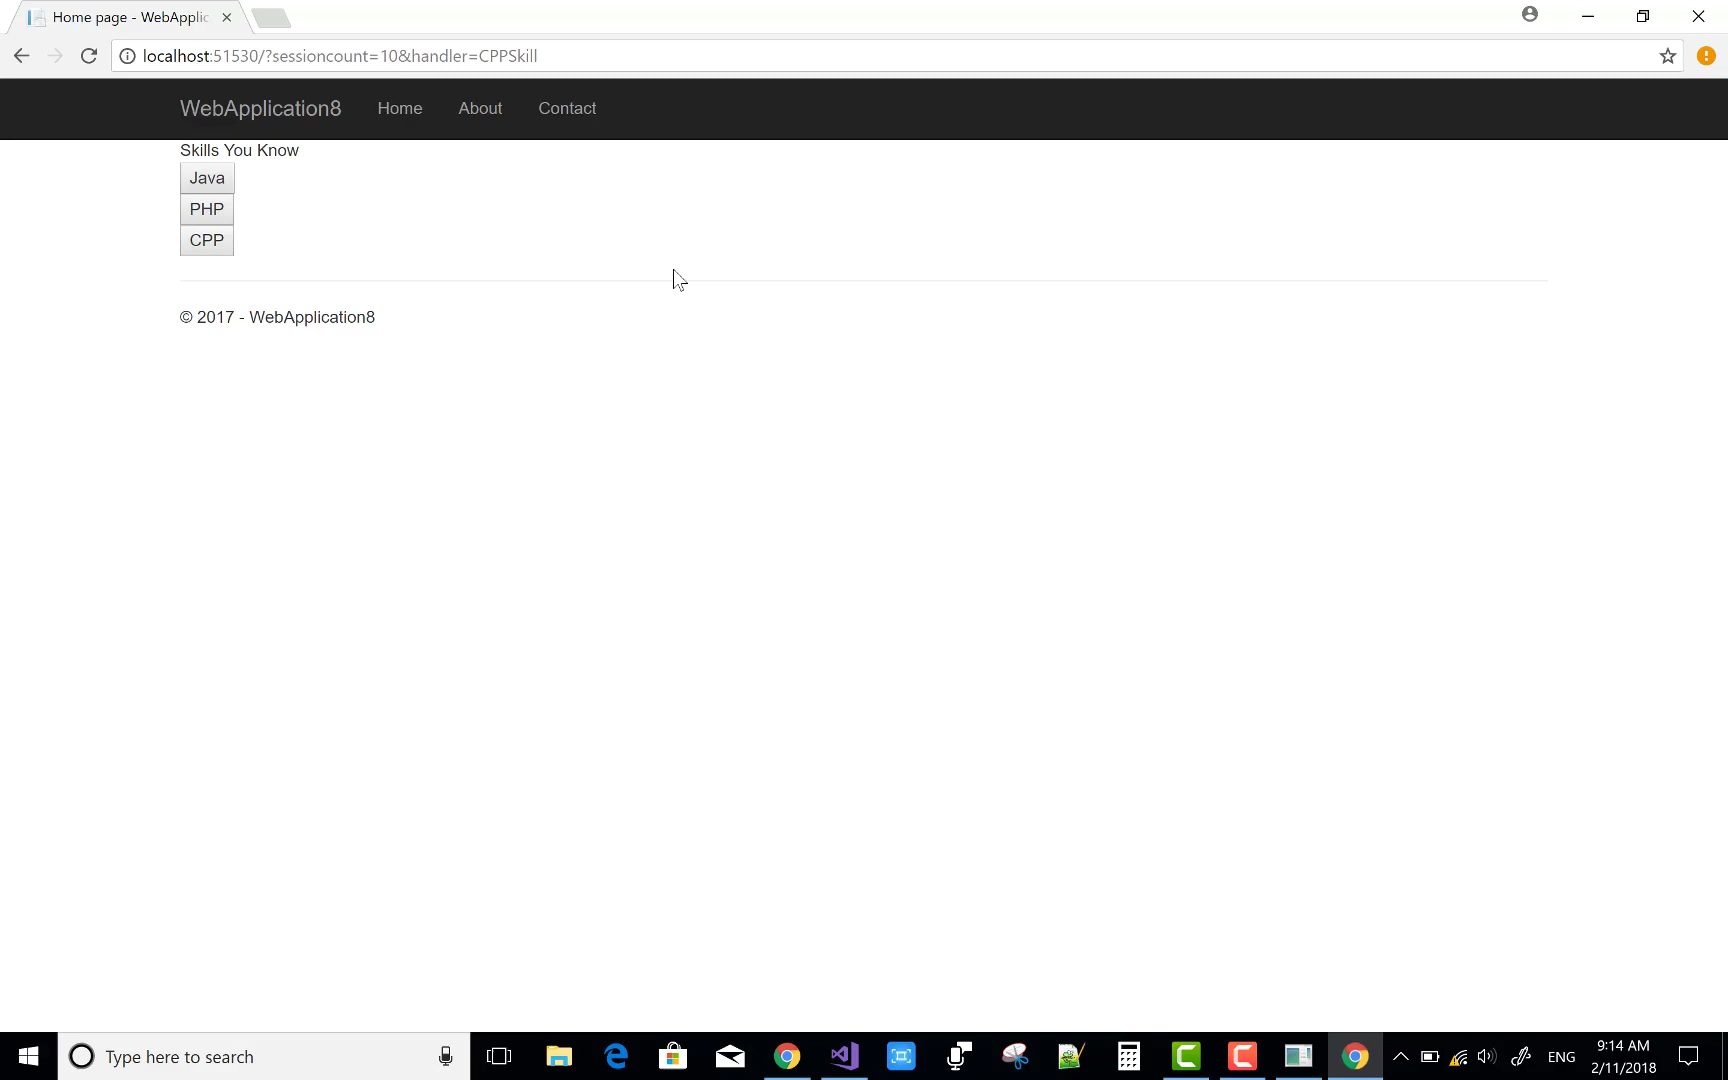 Home page - WebApplic
localhost:51530/?sessioncount=10&handler=CPPSkill
WebApplication8 Home About Contact
Skills You Know
Java
PHP
CPP
© 2017 - WebApplication8
Type here to search
ENG
9:14 AM
2/11/2018